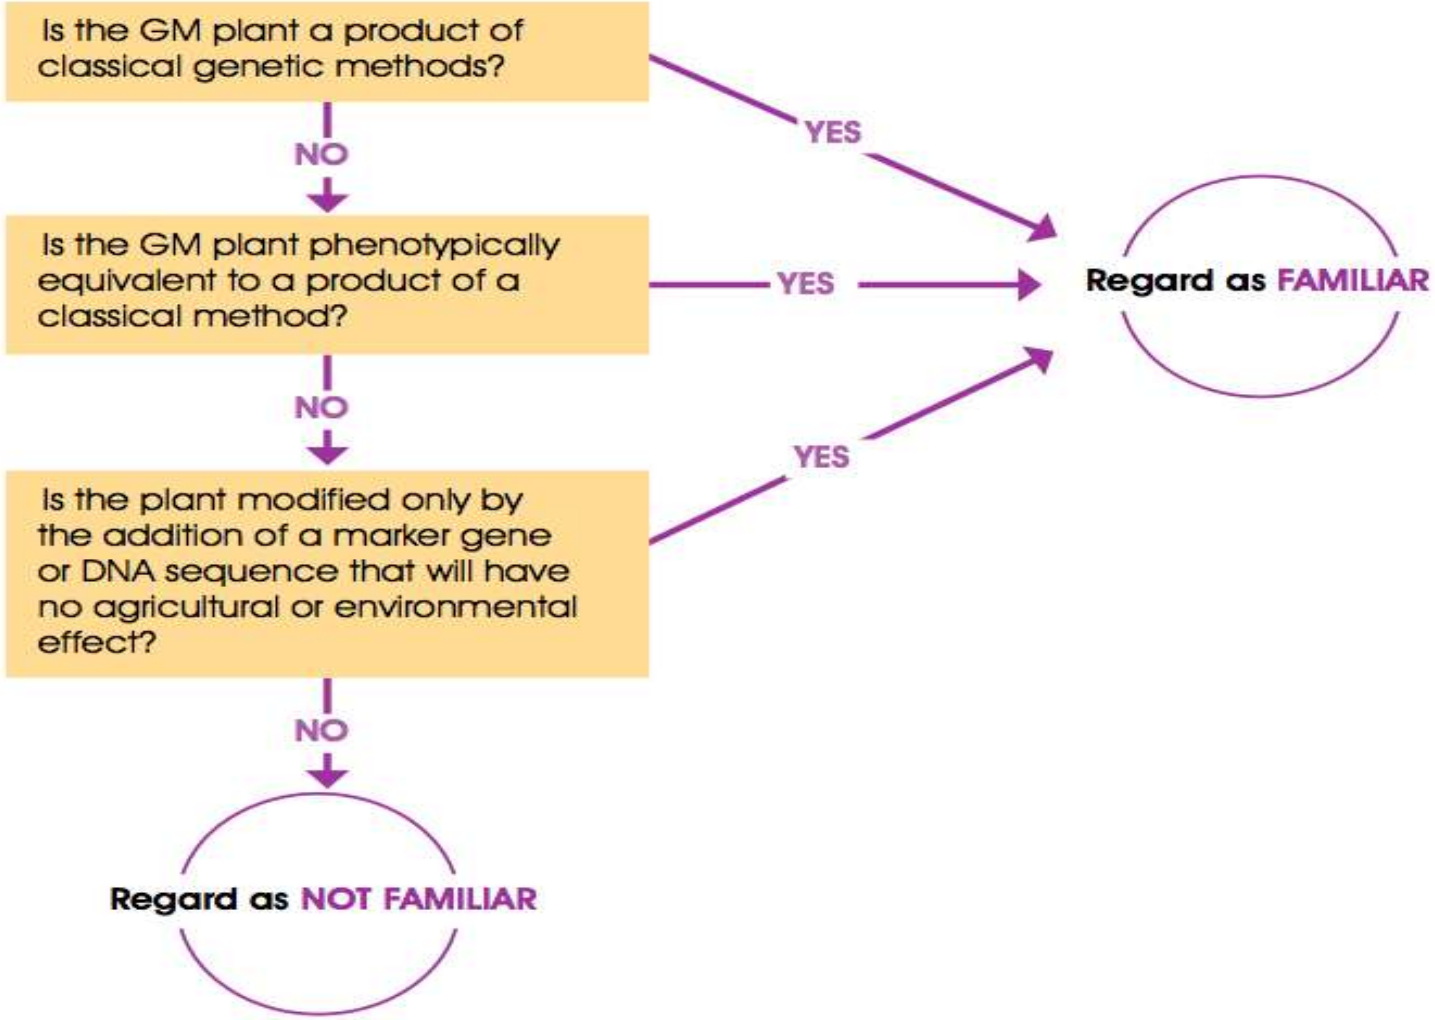 Is the GM plant a product of
classical genetic methods?
YES
NO
Is the GM plant phenotypically
equivalent to a product of a
classical method?
YES
Regard as FAMILIAR
NO
YES
Is the plant modified only by
the addition of a marker gene
or DNA sequence that will have
no agricultural or environmental
effect?
NO
Regard as NOT FAMILIAR